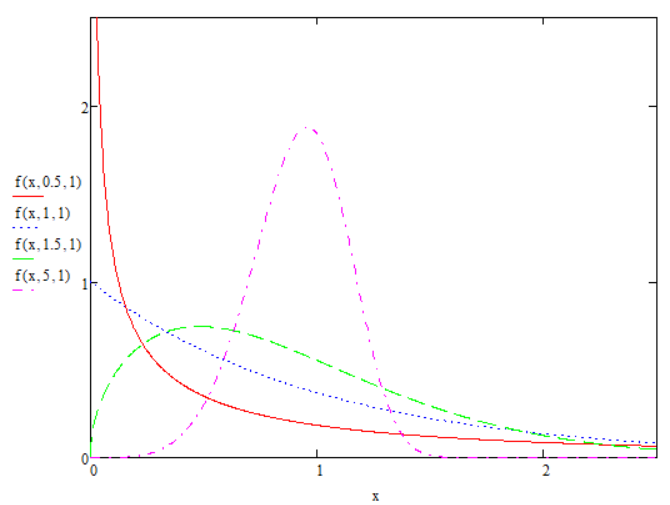 2
f(x,0.5,1)
f(x,1,1)
f(x,1.5,1)
f(x,5,1)
1
0
0 1 2
x